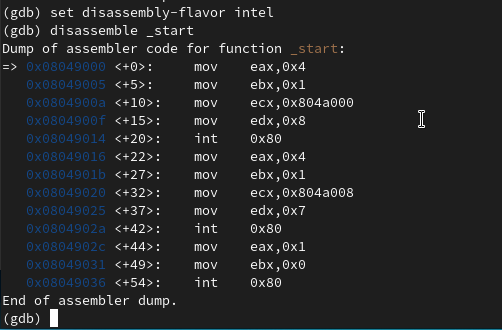 (gdb) set disassembly-flavor intel
(gdb) disassemble _start
Dump of assembler code for function _start:
=> 0x08049000 <+0>:     mov    eax,0x4
   0x08049005 <+5>:     mov    ebx,0x1
   0x0804900a <+10>:    mov    ecx,0x804a000
   0x0804900f <+15>:    mov    edx,0x8
   0x08049014 <+20>:    int    0x80
   0x08049016 <+22>:    mov    eax,0x4
   0x0804901b <+27>:    mov    ebx,0x1
   0x08049020 <+32>:    mov    ecx,0x804a008
   0x08049025 <+37>:    mov    edx,0x7
   0x0804902a <+42>:    int    0x80
   0x0804902c <+44>:    mov    eax,0x1
   0x08049031 <+49>:    mov    ebx,0x0
   0x08049036 <+54>:    int    0x80
End of assembler dump.
(gdb)